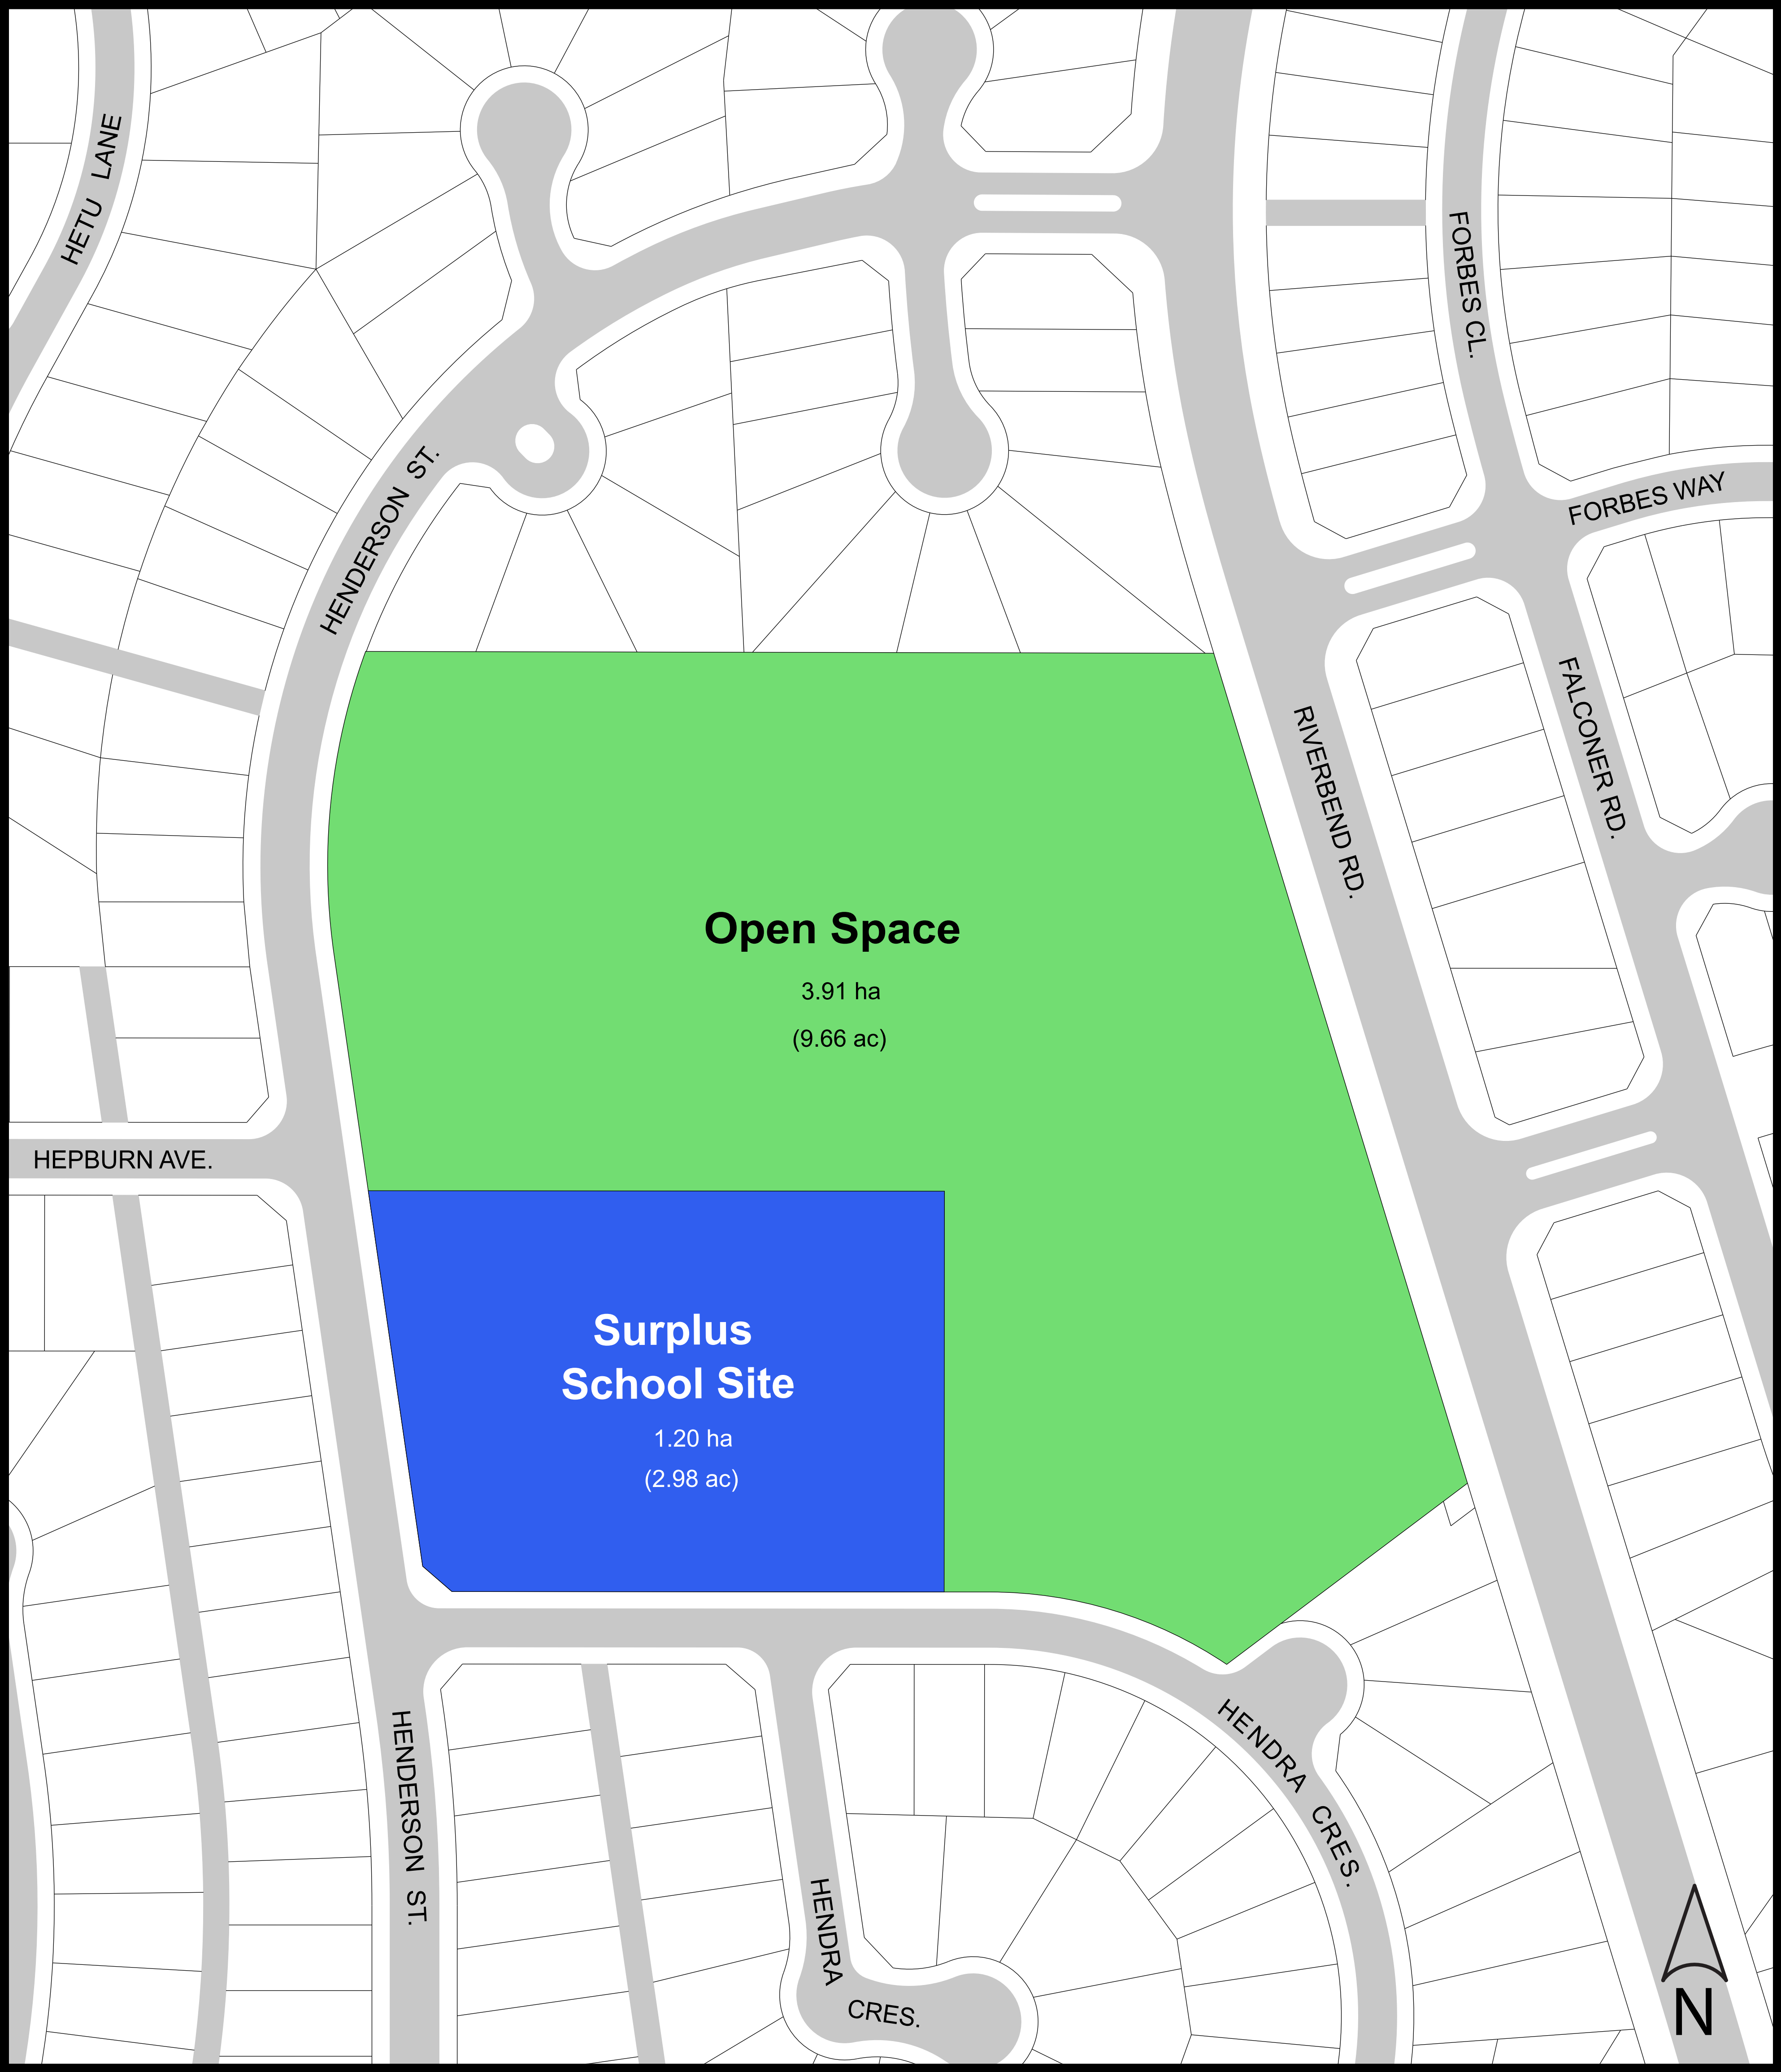 HETU LANE
FORBES CL.
HENDERSON ST.
FORBES WAY
RIVERBEND RD.
FALCONER RD.
Open Space
3.91 ha
(9.66 ac)
HEPBURN AVE.
Surplus
School Site
1.20 ha
(2.98 ac)
HENDERSON ST.
HENDRA CRES.
HENDRA
CRES.
N